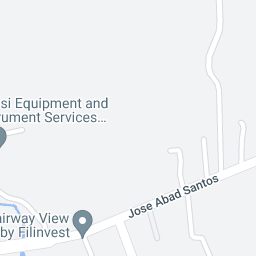 si Equipment and
rument Services...
Jose Abad Santos
airway View
by Filinvest